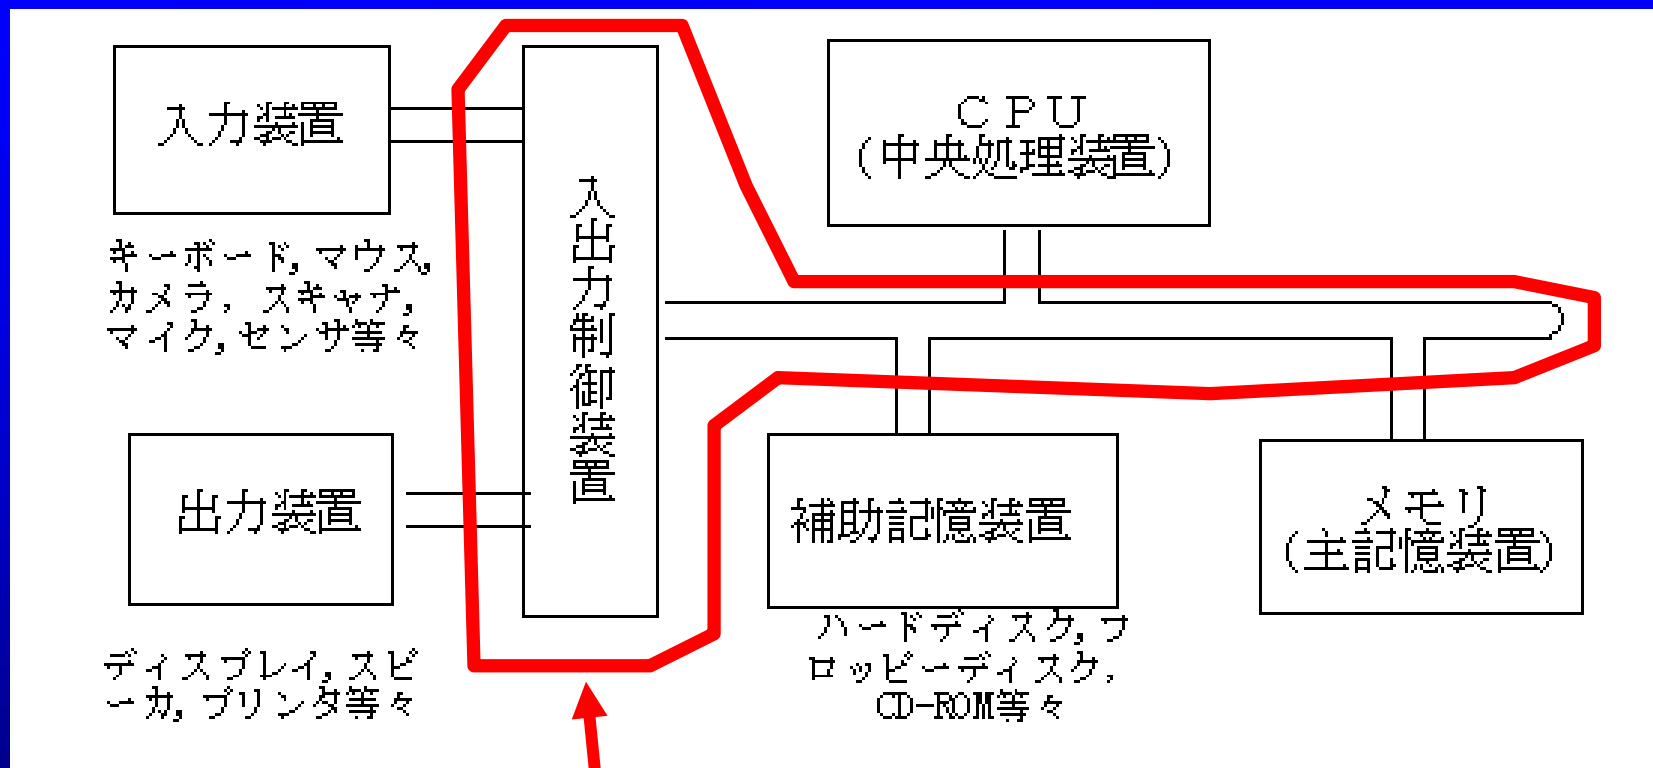 入力装置
キーボード,マウス,
カメラ，スキャナ,
マイク,センサ等々
入出力制御装置
ＣＰＵ
(中央処理装置)
出力装置
ディスプレイ,スピ
ーカ,プリンタ等々
補助記憶装置
ハードディスク,フ
ロッピーディスク,
CD-ROM等々
メモリ
(主記憶装置)